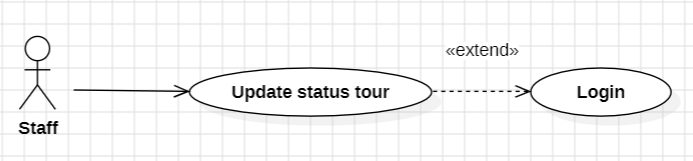 «extend»
Update status tour
Login
Staff